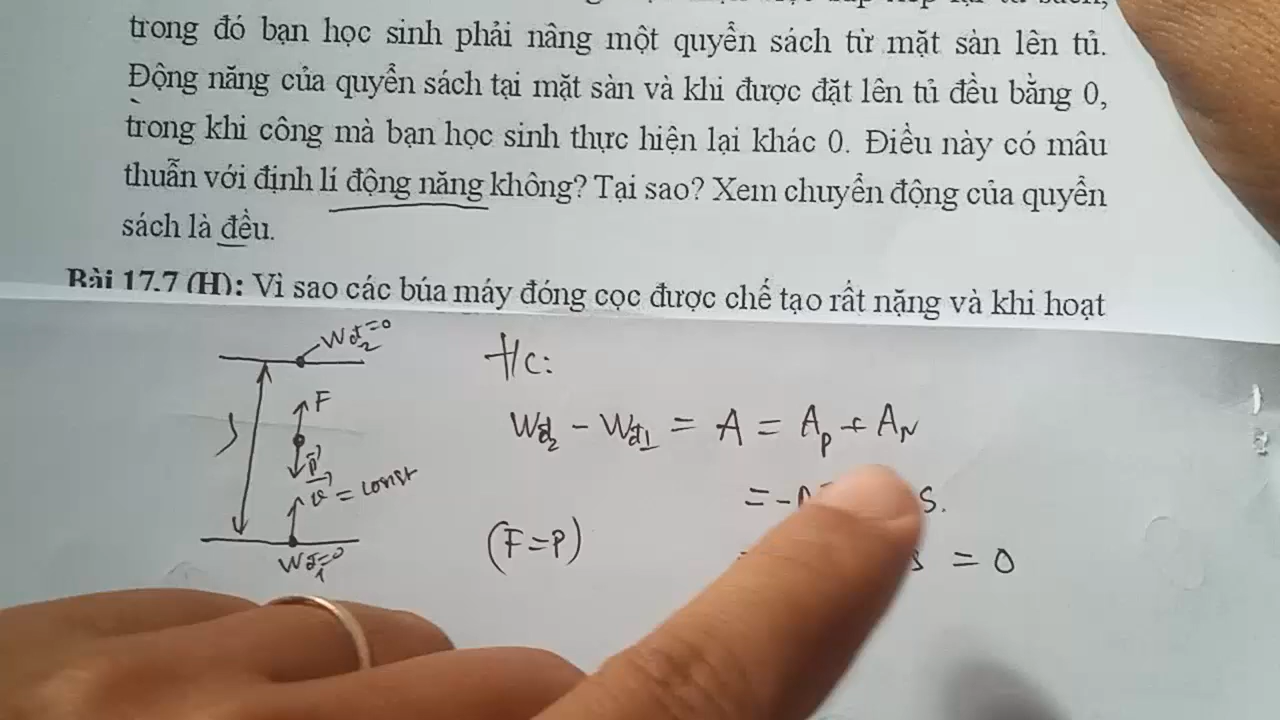 trong đó bạn học sinh phải nâng một quyển sách từ mặt sàn lên tủ.
Động năng của quyển sách tại mặt sàn và khi được đặt lên tủ đều bằng 0,
trong khi công mà bạn học sinh thực hiện lại khác 0. Điều này có mâu
thuẫn với định lí động năng không? Tại sao? Xem chuyển động của quyển
sách là đều.
Bài 17.7 (H): Vì sao các búa máy đóng cọc được chế tạo rất nặng và khi hoạt
Wđ2=0
F
P
v = const
Wđ1=0
t/c:
Wđ2 - Wđ1 = A = AP + AN
= - s.
(F=P)
s = 0